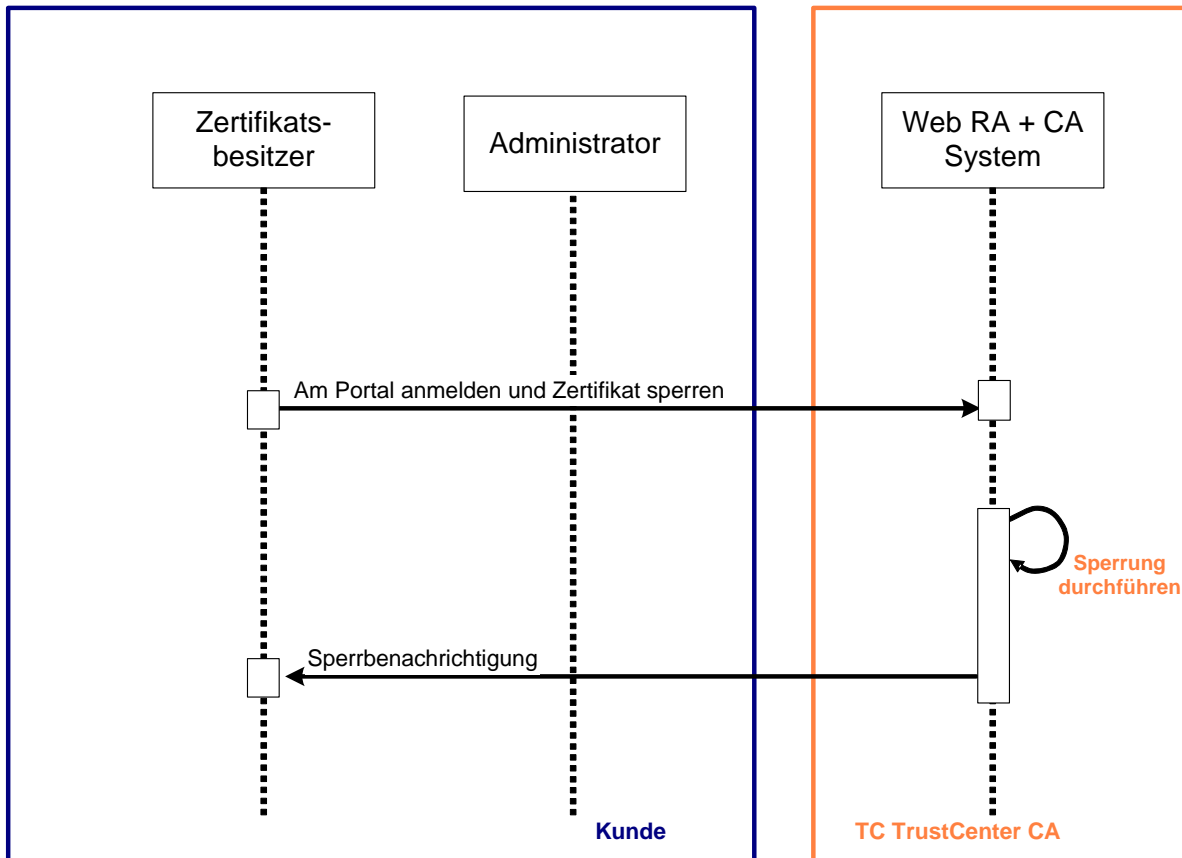 Zertifikats-
besitzer
Administrator
Web RA + CA
System
Am Portal anmelden und Zertifikat sperren
Sperrung
durchführen
Sperrbenachrichtigung
Kunde
TC TrustCenter CA